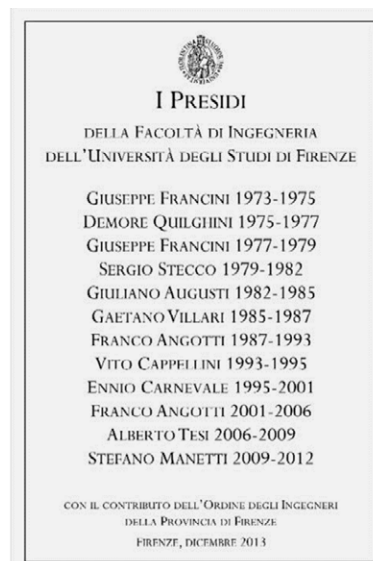 I PRESIDI
DELLA FACOLTÀ DI INGEGNERIA
DELL'UNIVERSITÀ DEGLI STUDI DI FIRENZE
GIUSEPPE FRANCINI 1973-1975
DEMORE QUILGHINI 1975-1977
GIUSEPPE FRANCINI 1977-1979
SERGIO STECCO 1979-1982
GIULIANO AUGUSTI 1982-1985
GAETANO VILLARI 1985-1987
FRANCO ANGOTTI 1987-1993
VITO CAPPELLINI 1993-1995
ENNIO CARNEVALE 1995-2001
FRANCO ANGOTTI 2001-2006
ALBERTO TESI 2006-2009
STEFANO MANETTI 2009-2012
CON IL CONTRIBUTO DELL'ORDINE DEGLI INGEGNERI
DELLA PROVINCIA DI FIRENZE
FIRENZE, DICEMBRE 2013